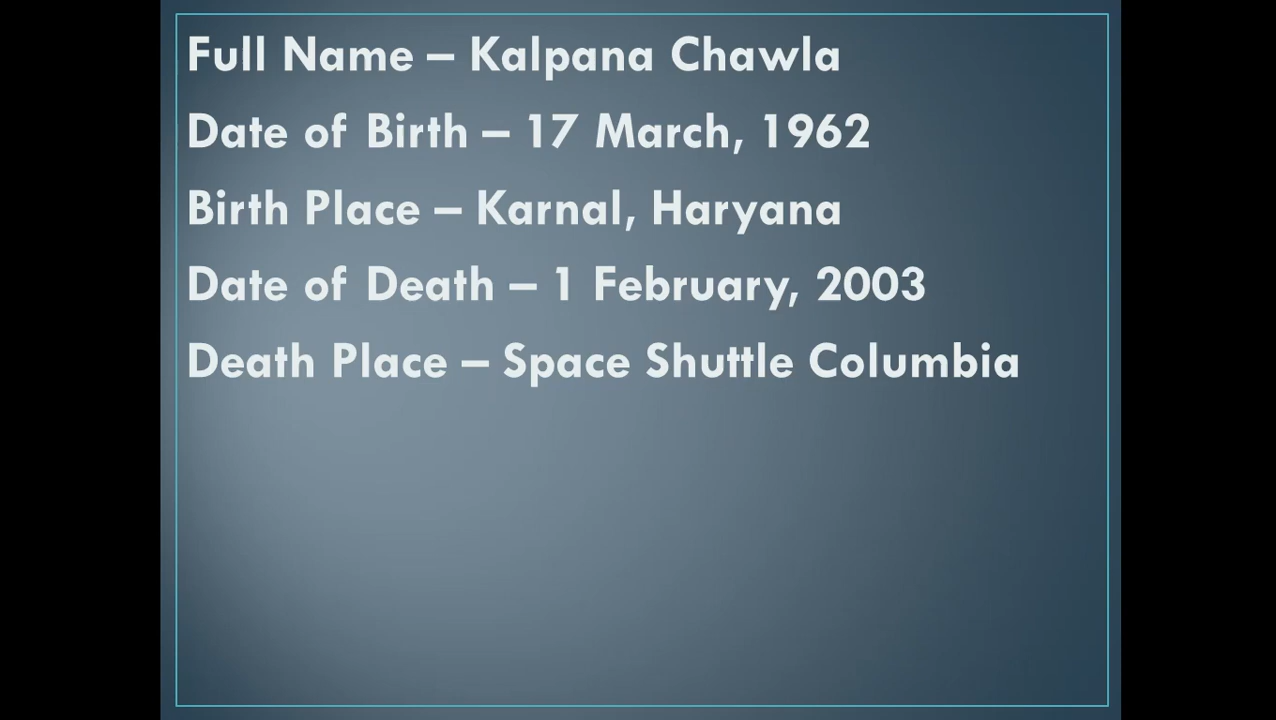 Full Name – Kalpana Chawla
Date of Birth – 17 March, 1962
Birth Place – Karnal, Haryana
Date of Death – 1 February, 2003
Death Place – Space Shuttle Columbia